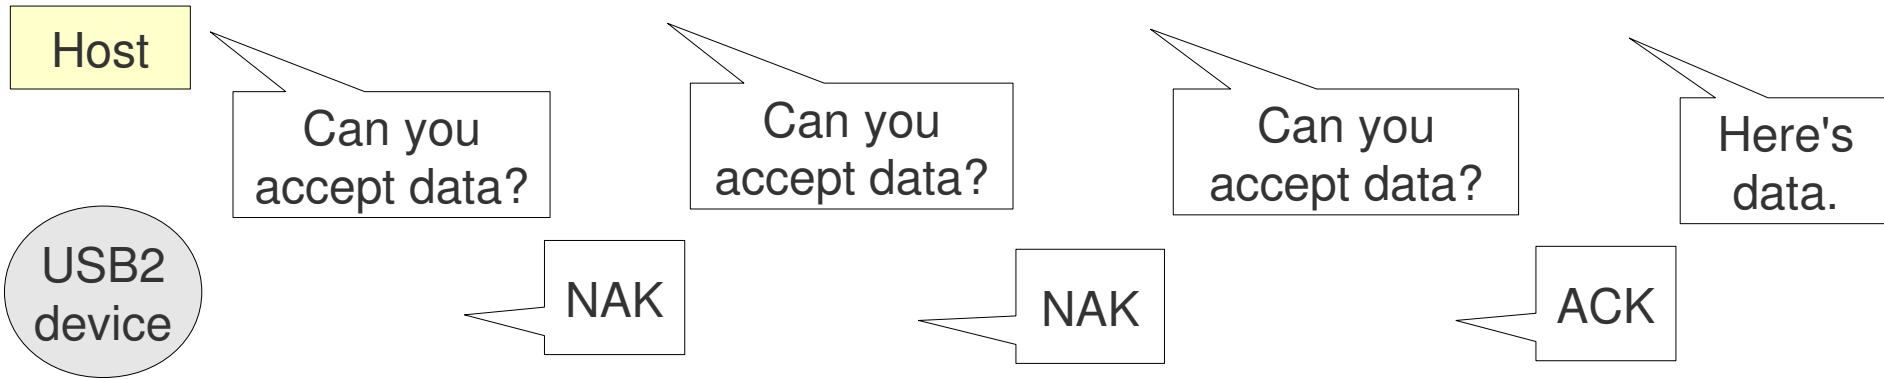 Host
Can you
accept data?
Can you
accept data?
Can you
accept data?
Here's
data.
USB2
device
NAK
NAK
ACK